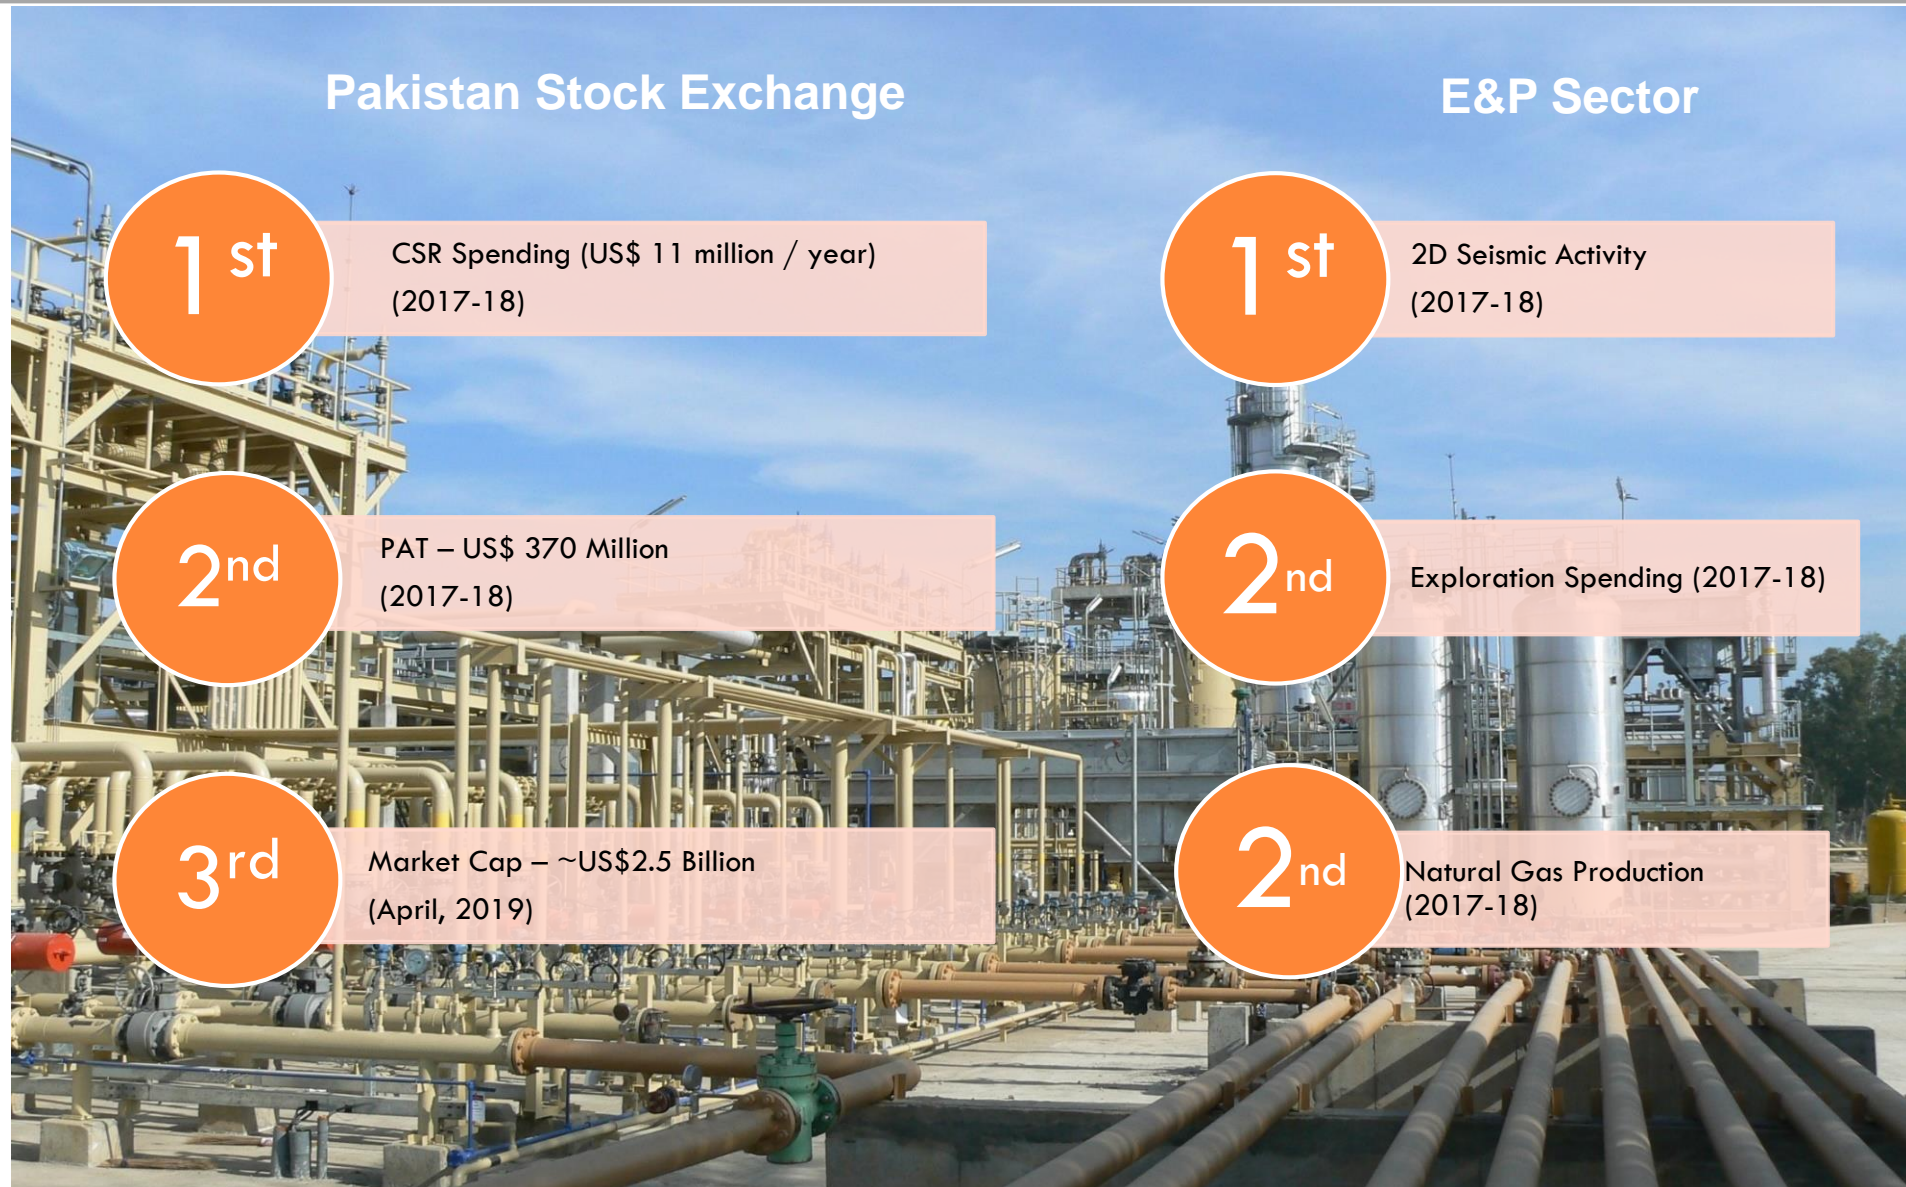 Pakistan Stock Exchange
1st
CSR Spending (US$ 11 million / year)
(2017-18)
2nd
PAT – US$ 370 Million
(2017-18)
3rd
Market Cap – ~US$2.5 Billion
(April, 2019)
E&P Sector
1st
2D Seismic Activity
(2017-18)
2nd
Exploration Spending (2017-18)
2nd
Natural Gas Production
(2017-18)